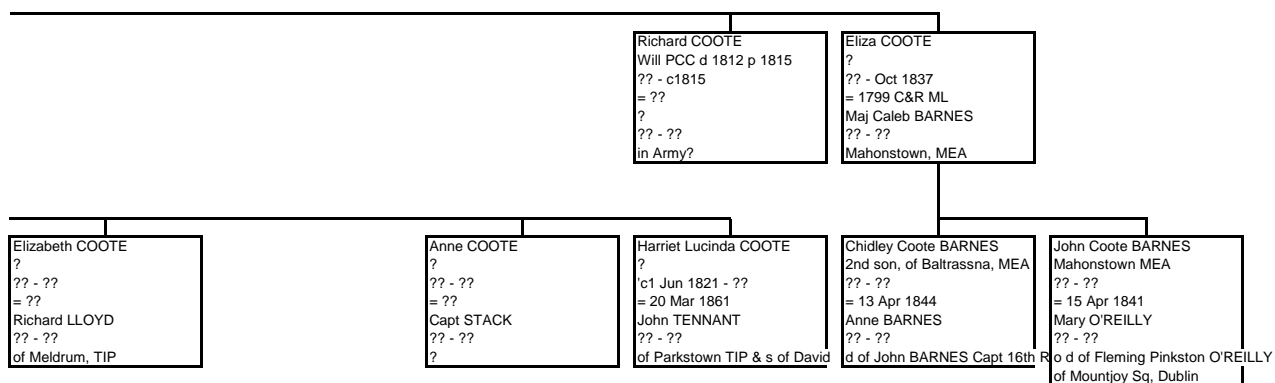 Richard COOTE
Will PCC d 1812 p 1815
?? - c1815
= ??
?
?? - ??
in Army?
Eliza COOTE
?
?? - Oct 1837
= 1799 C&R ML
Maj Caleb BARNES
?? - ??
Mahonstown, MEA
Elizabeth COOTE
?
?? - ??
= ??
Richard LLOYD
?? - ??
of Meldrum, TIP
Anne COOTE
?
?? - ??
= ??
Capt STACK
?? - ??
?
Harriet Lucinda COOTE
?
'c1 Jun 1821 - ??
= 20 Mar 1861
John TENNANT
?? - ??
of Parkstown TIP & s of David
Chidley Coote BARNES
2nd son, of Baltrassna, MEA
?? - ??
= 13 Apr 1844
Anne BARNES
?? - ??
d of John BARNES Capt 16th R
John Coote BARNES
Mahonstown MEA
?? - ??
= 15 Apr 1841
Mary O'REILLY
?? - ??
o d of Fleming Pinkston O'REILLY
of Mountjoy Sq, Dublin